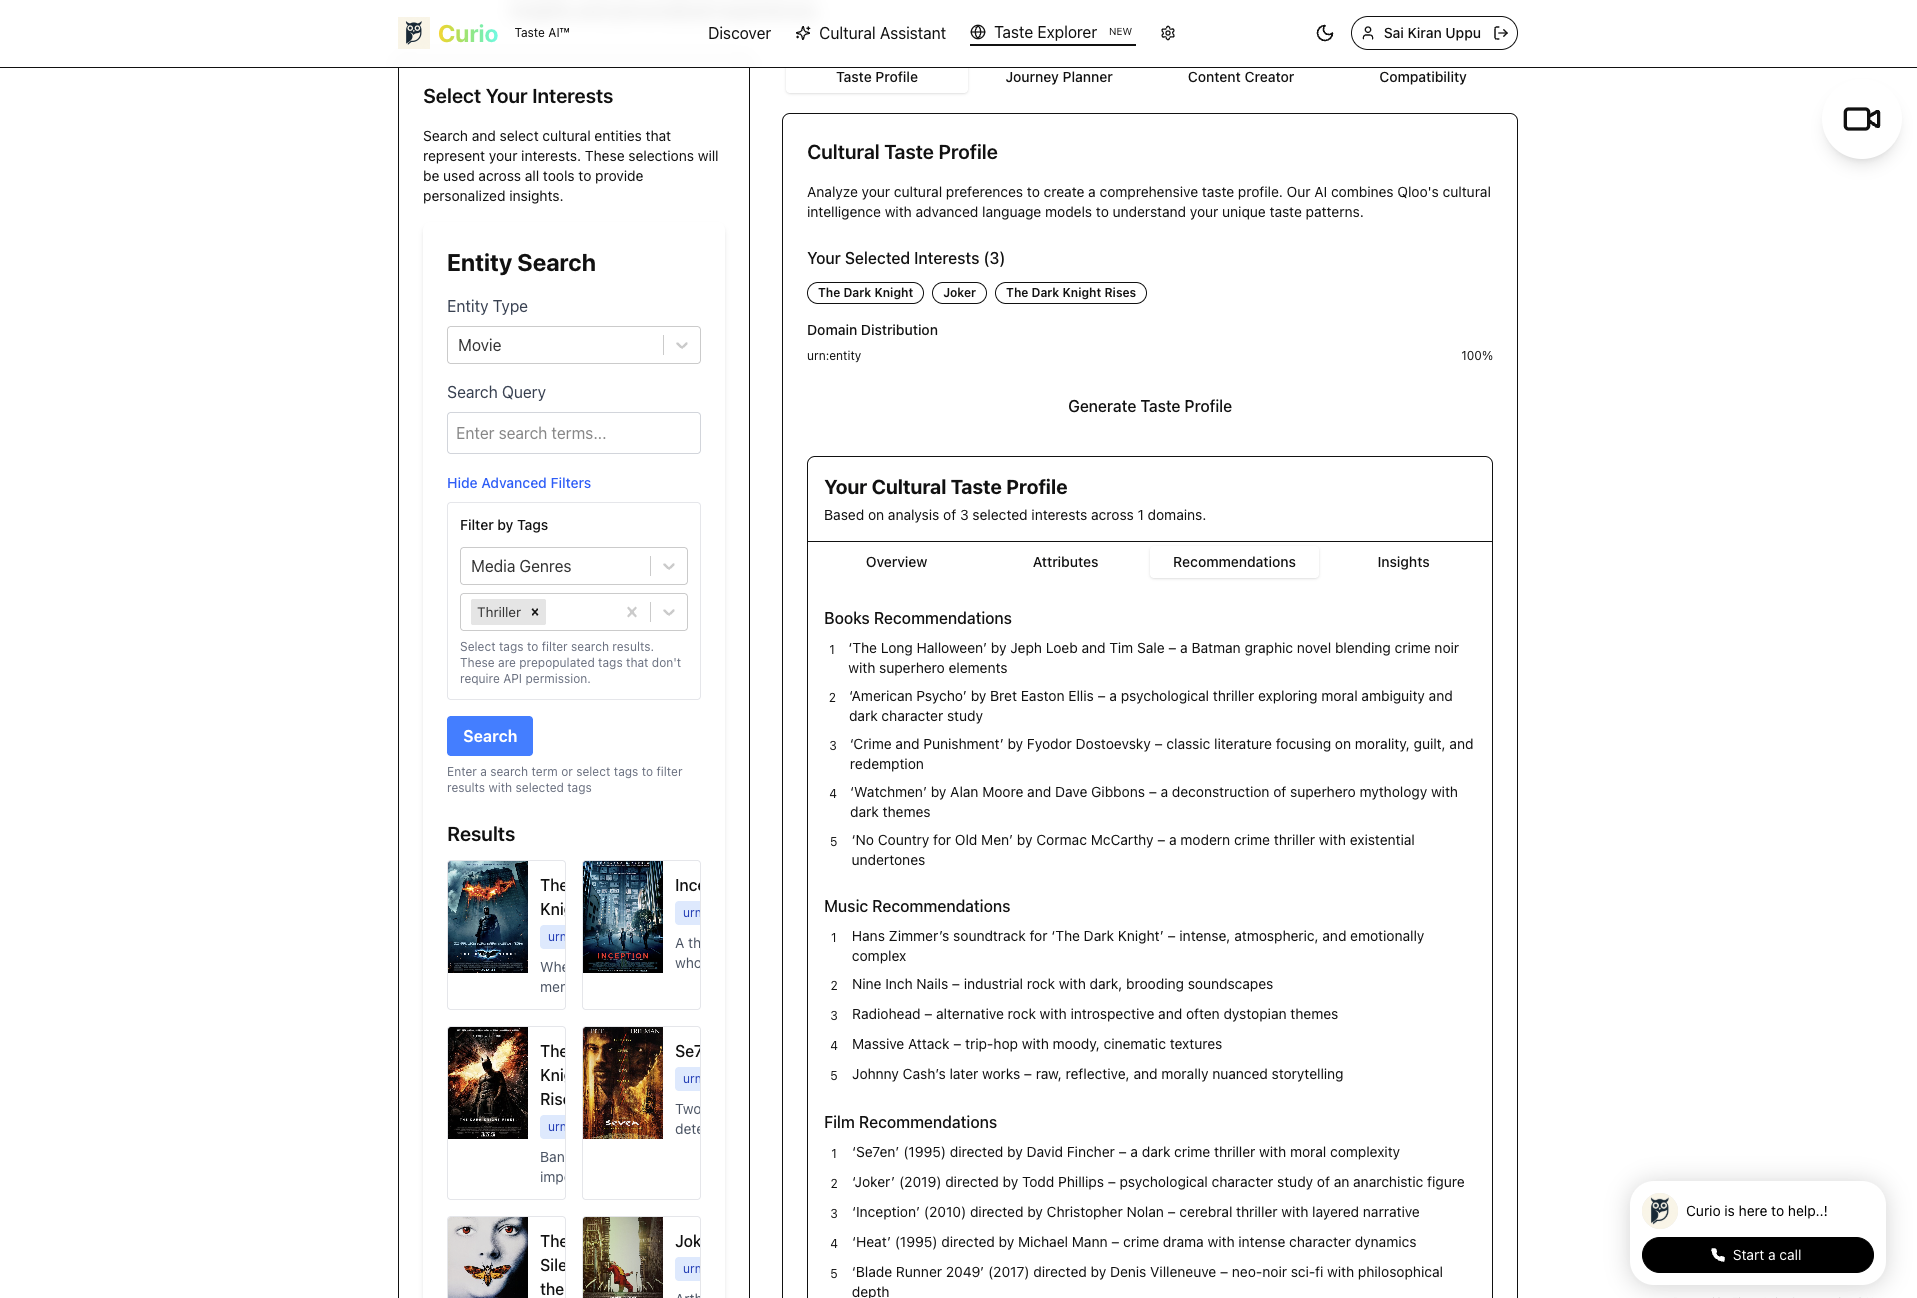 Curio
Taste AI™
Discover
Cultural Assistant
Taste Explorer NEW
Sai Kiran Uppu
Select Your Interests
Search and select cultural entities that
represent your interests. These selections will
be used across all tools to provide
personalized insights.
Entity Search
Entity Type
Movie
Search Query
Enter search terms...
Hide Advanced Filters
Filter by Tags
Media Genres
Thriller
Select tags to filter search results.
These are prepopulated tags that don't
require API permission.
Search
Enter a search term or select tags to filter
results with selected tags
Results
The
Kni
urn
Whe
mer
INCEPTION
Ince
urn
A th
who
The
Kni
Rise
urn
Ban
impo
Se7
urn
Two
dete
The
Sile
the
Jok
urn
Taste Profile
Journey Planner
Content Creator
Compatibility
Cultural Taste Profile
Analyze your cultural preferences to create a comprehensive taste profile. Our AI combines Qloo's cultural
intelligence with advanced language models to understand your unique taste patterns.
Your Selected Interests (3)
The Dark Knight
Joker
The Dark Knight Rises
Domain Distribution
urn:entity 100%
Generate Taste Profile
Your Cultural Taste Profile
Based on analysis of 3 selected interests across 1 domains.
Overview
Attributes
Recommendations
Insights
Books Recommendations
1 ‘The Long Halloween’ by Jeph Loeb and Tim Sale – a Batman graphic novel blending crime noir
with superhero elements
2 ‘American Psycho’ by Bret Easton Ellis – a psychological thriller exploring moral ambiguity and
dark character study
3 ‘Crime and Punishment’ by Fyodor Dostoevsky – classic literature focusing on morality, guilt, and
redemption
4 ‘Watchmen’ by Alan Moore and Dave Gibbons – a deconstruction of superhero mythology with
dark themes
5 ‘No Country for Old Men’ by Cormac McCarthy – a modern crime thriller with existential
undertones
Music Recommendations
1 Hans Zimmer’s soundtrack for ‘The Dark Knight’ – intense, atmospheric, and emotionally
complex
2 Nine Inch Nails – industrial rock with dark, brooding soundscapes
3 Radiohead – alternative rock with introspective and often dystopian themes
4 Massive Attack – trip-hop with moody, cinematic textures
5 Johnny Cash’s later works – raw, reflective, and morally nuanced storytelling
Film Recommendations
1 ‘Se7en’ (1995) directed by David Fincher – a dark crime thriller with moral complexity
2 ‘Joker’ (2019) directed by Todd Phillips – psychological character study of an anarchistic figure
3 ‘Inception’ (2010) directed by Christopher Nolan – cerebral thriller with layered narrative
4 ‘Heat’ (1995) directed by Michael Mann – crime drama with intense character dynamics
5 ‘Blade Runner 2049’ (2017) directed by Denis Villeneuve – neo-noir sci-fi with philosophical
depth
Curio is here to help..!
Start a call